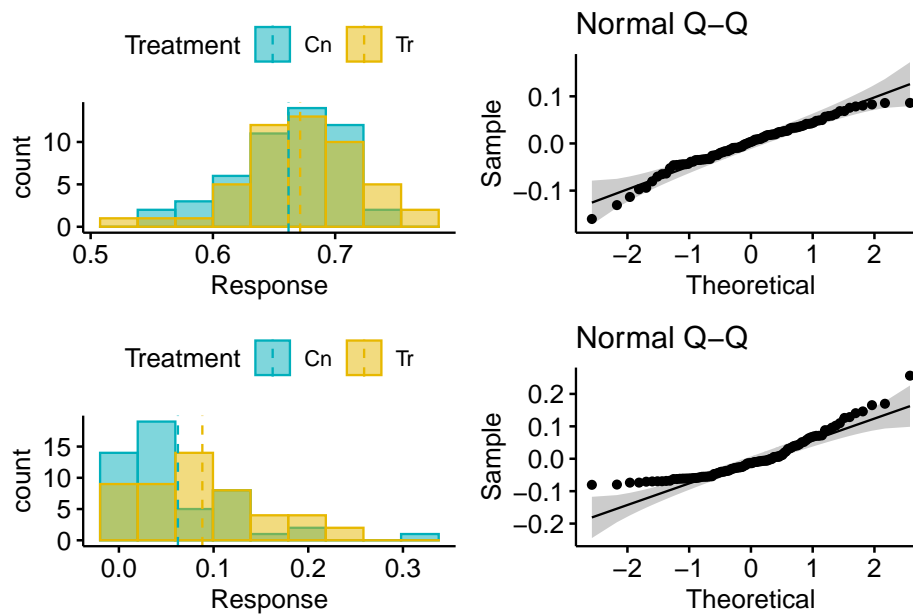 Treatment Cn Tr
count
10
5
0
0.5 0.6 0.7
Response
Normal Q−Q
Sample
0.1
0.0
−0.1
−2 −1 0 1 2
Theoretical
Treatment Cn Tr
count
15
10
5
0
0.0 0.1 0.2 0.3
Response
Normal Q−Q
Sample
0.2
0.1
0.0
−0.1
−0.2
−2 −1 0 1 2
Theoretical